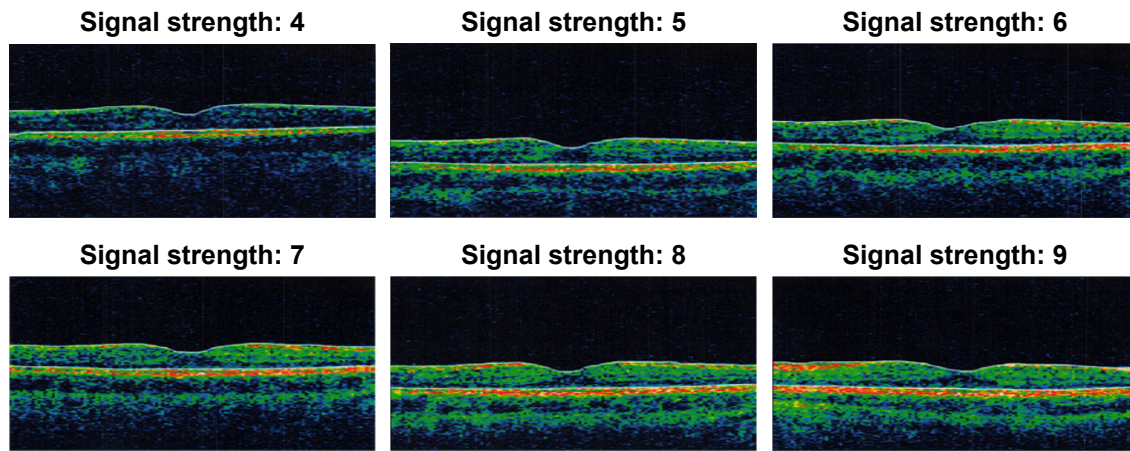 Signal strength: 4
Signal strength: 5
Signal strength: 6
Signal strength: 7
Signal strength: 8
Signal strength: 9